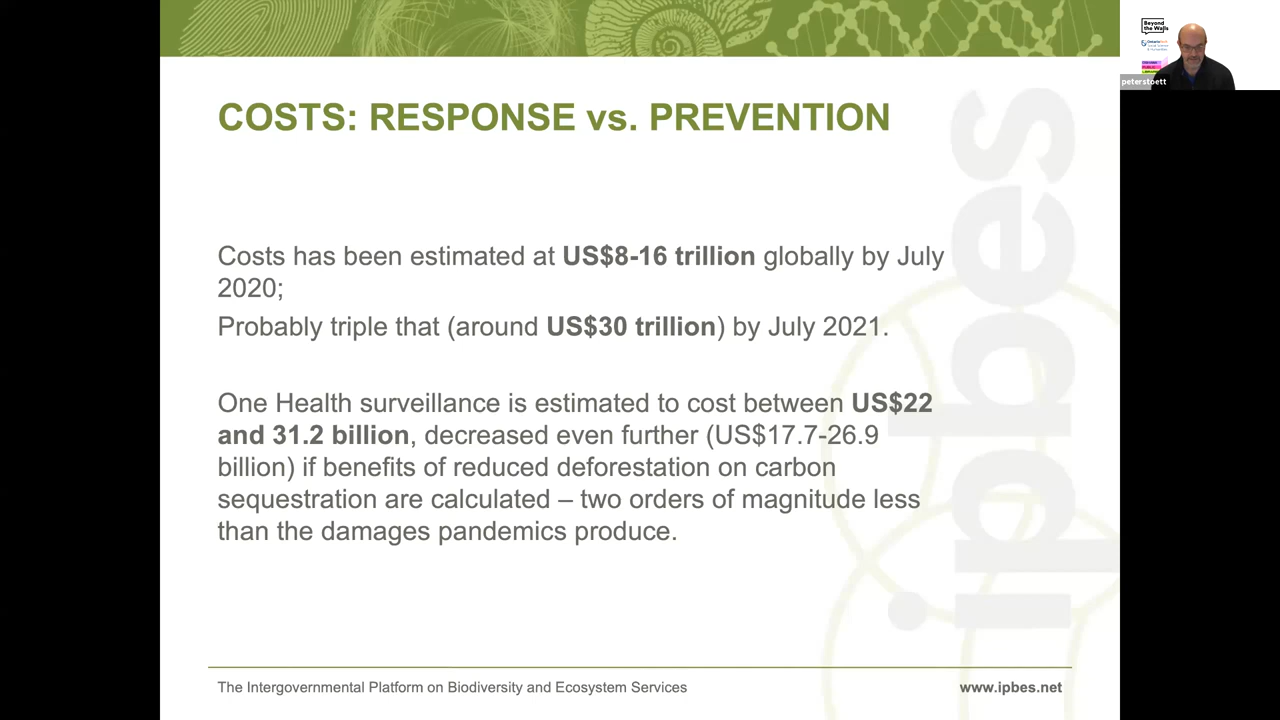 COSTS: RESPONSE vs. PREVENTION
Costs has been estimated at US$8-16 trillion globally by July
2020;
Probably triple that (around US$30 trillion) by July 2021.
One Health surveillance is estimated to cost between US$22
and 31.2 billion, decreased even further (US$17.7-26.9
billion) if benefits of reduced deforestation on carbon
sequestration are calculated – two orders of magnitude less
than the damages pandemics produce.
ipbes
The Intergovernmental Platform on Biodiversity and Ecosystem Services
www.ipbes.net
Beyond
the Walls
peterstoett